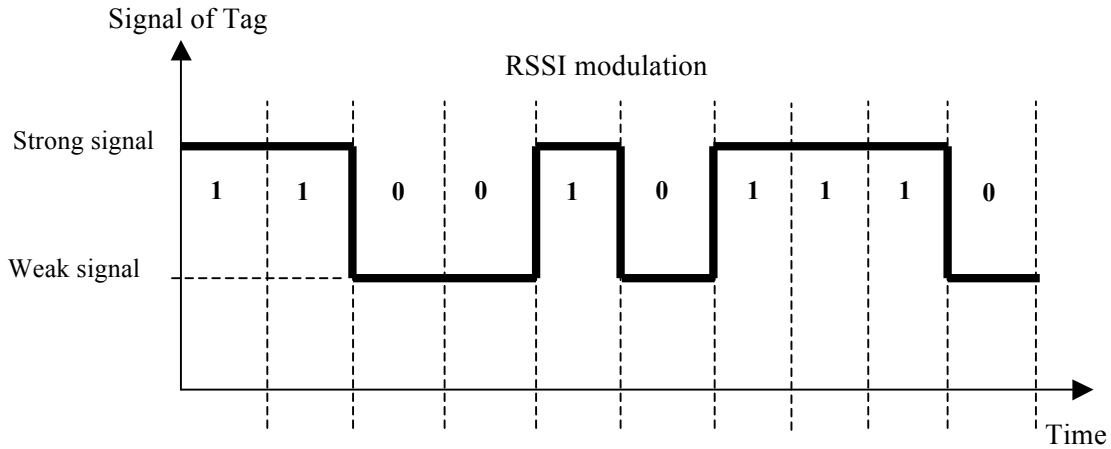 Signal of Tag
RSSI modulation
Strong signal
1 1 0 0 1 0 1 1 1 0
Weak signal
Time